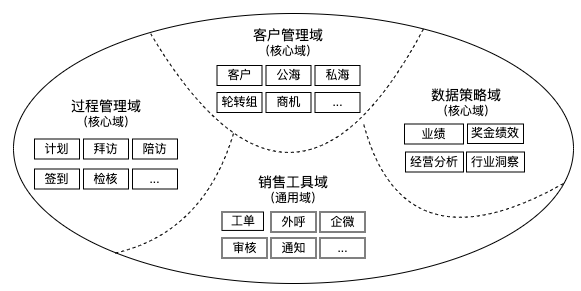 客户管理域
(核心域)
客户 公海 私海
轮转组 商机 ...
过程管理域
(核心域)
计划 拜访 陪访
签到 检核 ...
数据策略域
(核心域)
业绩 奖金绩效
经营分析 行业洞察
销售工具域
(通用域)
工单 外呼 企微
审核 通知 ...